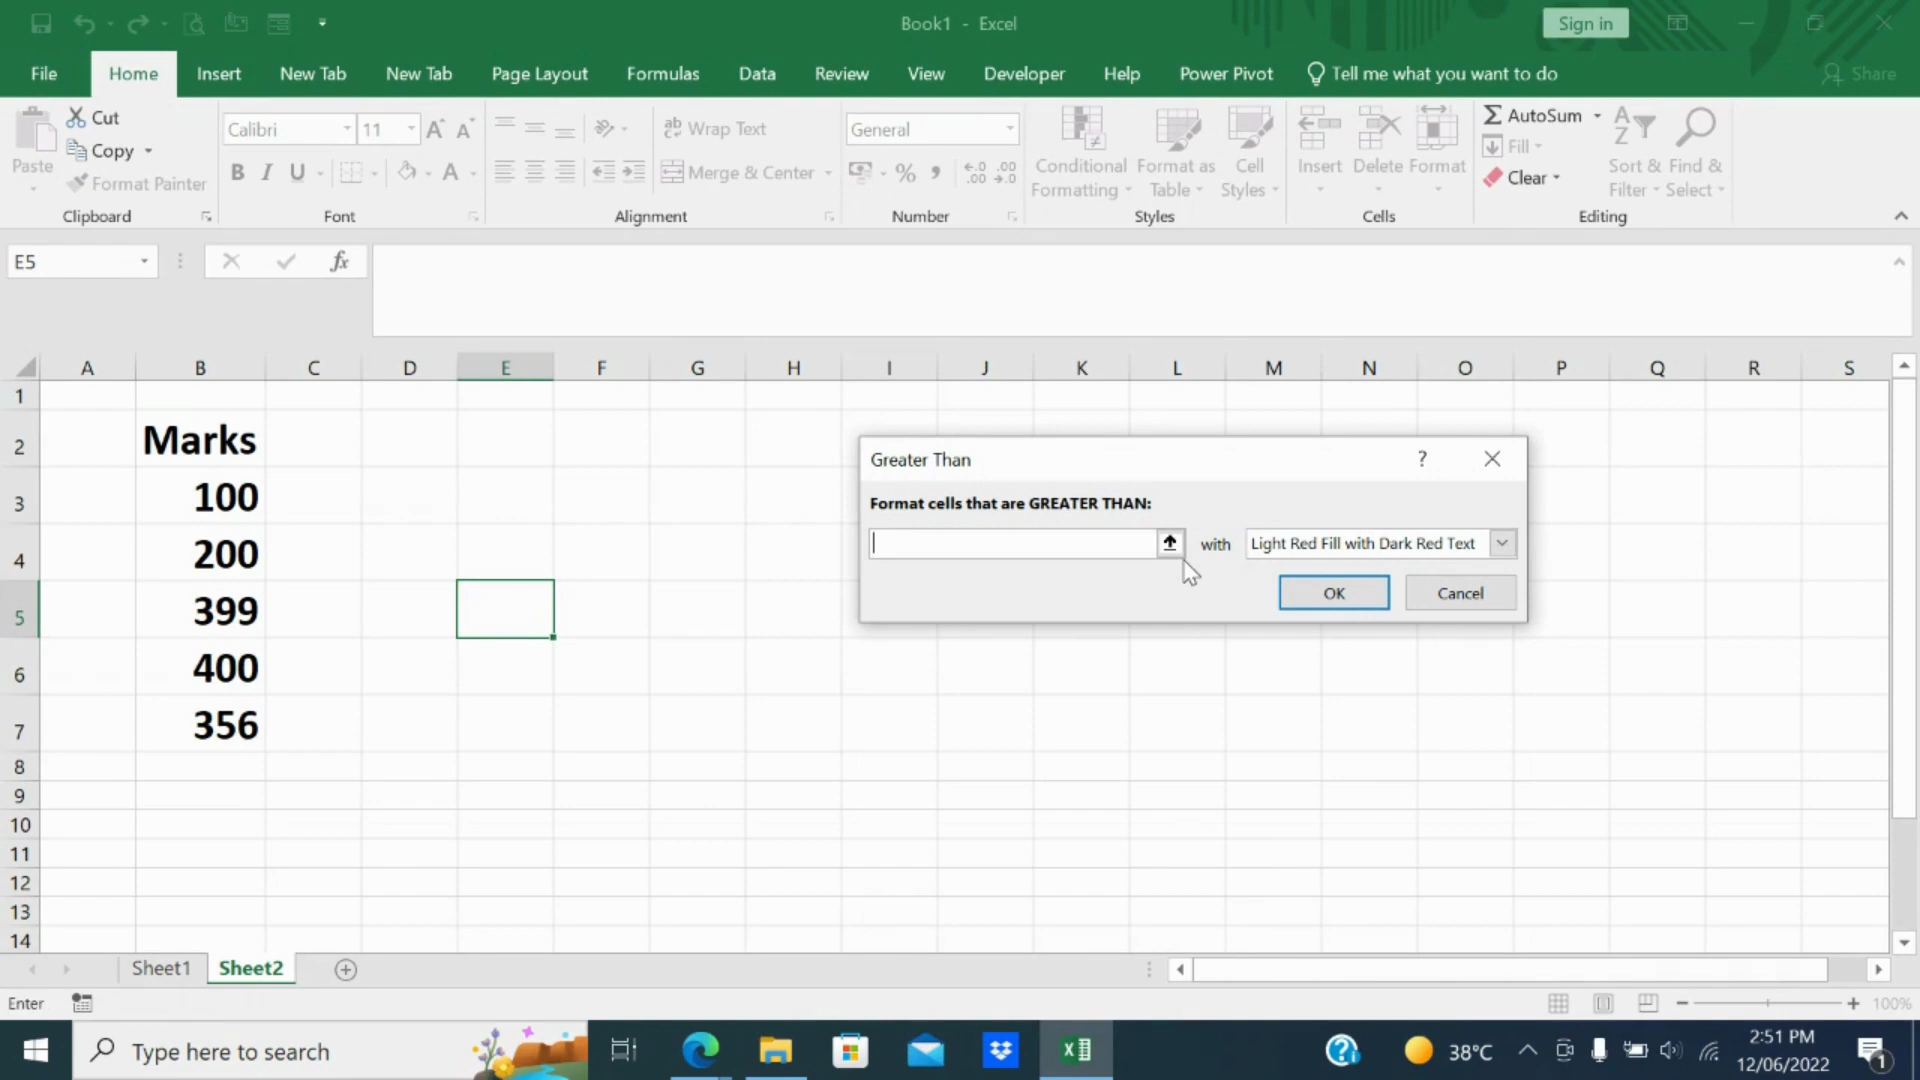 Book1 - Excel
Sign in
File Home Insert New Tab New Tab Page Layout Formulas Data Review View Developer Help Power Pivot Tell me what you want to do Share
Paste
Cut
Copy
Format Painter
Clipboard
Calibri 11
B I U
Font
Wrap Text
Merge & Center
Alignment
General
% ,
Number
Conditional Formatting
Format as Table
Cell Styles
Styles
Insert Delete Format
Cells
AutoSum
Fill
Clear
Sort & Filter
Find & Select
Editing
E5
fx
A B C D E F G H I J K L M N O P Q R S
1
2 Marks
3 100
4 200
5 399
6 400
7 356
8
9
10
11
12
13
14
Greater Than ?
Format cells that are GREATER THAN:
with Light Red Fill with Dark Red Text
OK Cancel
Sheet1 Sheet2
Enter
100%
Type here to search
38°C
2:51 PM
12/06/2022
1